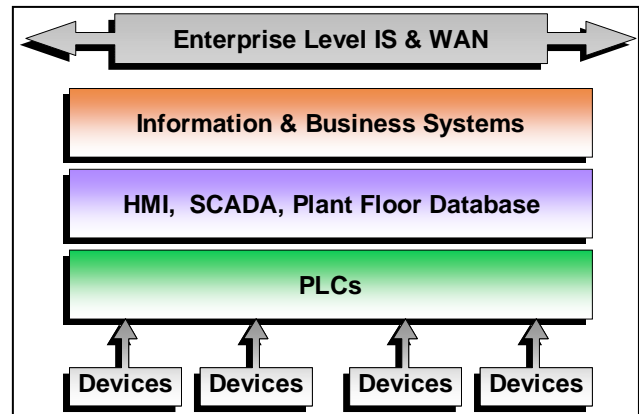 Enterprise Level IS & WAN
Information & Business Systems
HMI, SCADA, Plant Floor Database
PLCs
Devices Devices Devices Devices